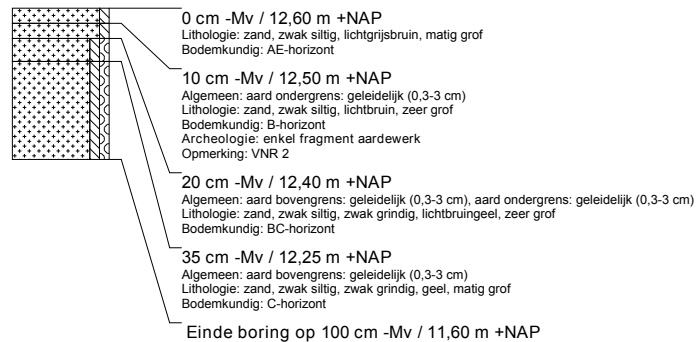 0 cm -Mv / 12,60 m +NAP
Lithologie: zand, zwak siltig, lichtgrijsbruin, matig grof
Bodemkundig: AE-horizont
10 cm -Mv / 12,50 m +NAP
Algemeen: aard ondergrens: geleidelijk (0,3-3 cm)
Lithologie: zand, zwak siltig, lichtbruin, zeer grof
Bodemkundig: B-horizont
Archeologie: enkel fragment aardewerk
Opmerking: VNR 2
20 cm -Mv / 12,40 m +NAP
Algemeen: aard bovengrens: geleidelijk (0,3-3 cm), aard ondergrens: geleidelijk (0,3-3 cm)
Lithologie: zand, zwak siltig, zwak grindig, lichtbruingeel, zeer grof
Bodemkundig: BC-horizont
35 cm -Mv / 12,25 m +NAP
Algemeen: aard bovengrens: geleidelijk (0,3-3 cm)
Lithologie: zand, zwak siltig, zwak grindig, geel, matig grof
Bodemkundig: C-horizont
Einde boring op 100 cm -Mv / 11,60 m +NAP